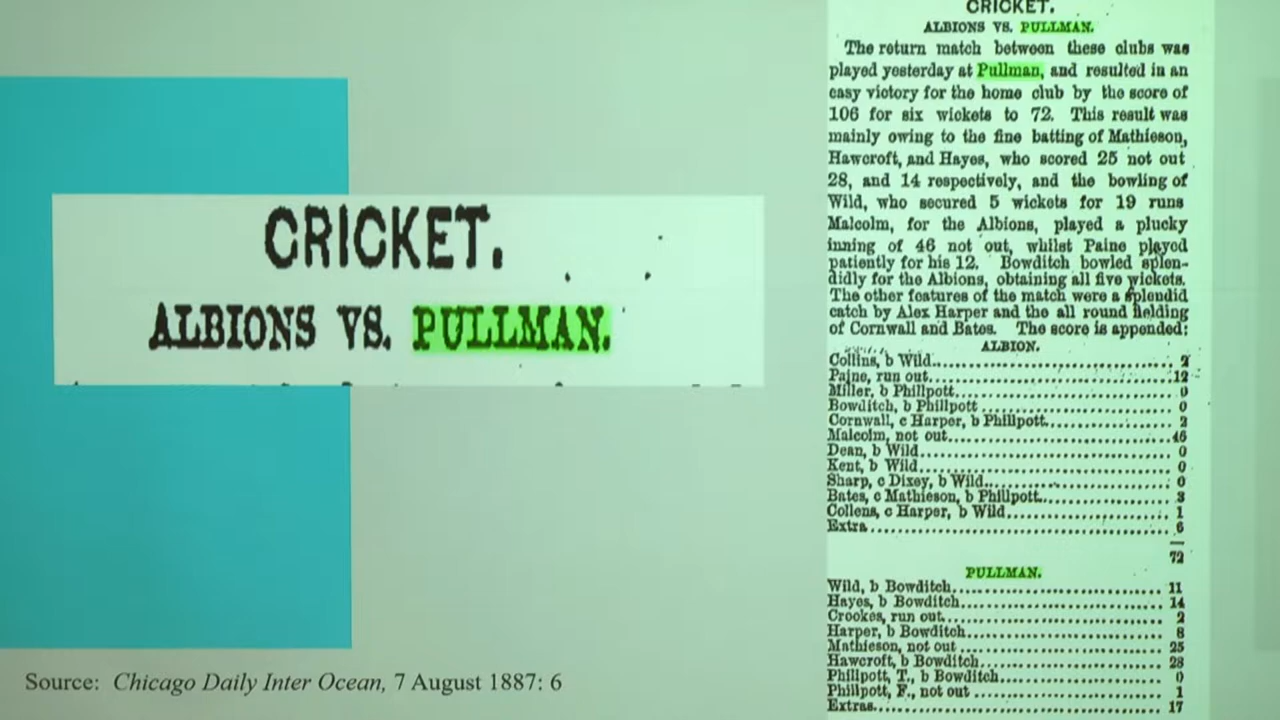 CRICKET.
ALBIONS VS. PULLMAN.
Source: Chicago Daily Inter Ocean, 7 August 1887: 6
CRICKET.
ALBIONS VS. PULLMAN.
The return match between these clubs was
played yesterday at Pullman, and resulted in an
easy victory for the home club by the score of
106 for six wickets to 72. This result was
mainly owing to the fine batting of Mathieson,
Hawcroft, and Hayes, who scored 25 not out
28, and 14 respectively, and the bowling of
Wild, who secured 5 wickets for 19 runs
Malcolm, for the Albions, played a plucky
inning of 46 not out, whilst Paine played
patiently for his 12. Bowditch bowled splen-
didly for the Albions, obtaining all five wickets.
The other features of the match were a splendid
catch by Alex Harper and the all round fielding
of Cornwall and Bates. The score is appended:
ALBION.
Collins, b Wild.......... 2
Paine, run out.......... 12
Miller, b Phillpott.......... 0
Bowditch, b Phillpott.......... 0
Cornwall, c Harper, b Phillpott.......... 2
Malcolm, not out.......... 46
Dean, b Wild.......... 0
Kent, b Wild.......... 0
Sharp, c Dixey, b Wild.......... 0
Bates, c Mathieson, b Phillpott.......... 3
Collens, c Harper, b Wild.......... 1
Extra.......... 6
72
PULLMAN.
Wild, b Bowditch.......... 11
Hayes, b Bowditch.......... 14
Crookes, run out.......... 2
Harper, b Bowditch.......... 8
Mathieson, not out.......... 25
Hawcroft, b Bowditch.......... 28
Philpott, T., b Bowditch.......... 0
Philpott, F., not out.......... 1
Extras.......... 17